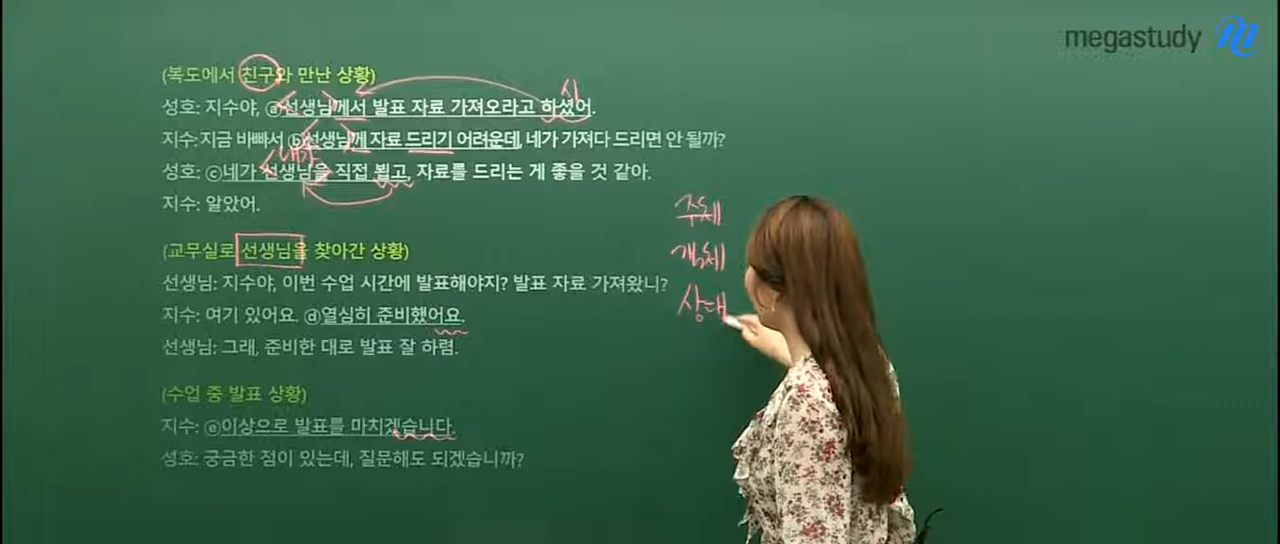 megastudy
(복도에서 친구와 만난 상황)
성호: 지수야, ⓐ선생님께서 발표 자료 가져오라고 하셨어.
시
지수: 지금 바빠서 ⓑ선생님께 자료 드리기 어려운데, 네가 가져다 드리면 안 될까?
내가
성호: ⓒ네가 선생님을 직접 뵙고, 자료를 드리는 게 좋을 것 같아.
지수: 알았어.
주체
객체
상대
(교무실로 선생님을 찾아간 상황)
선생님: 지수야, 이번 수업 시간에 발표해야지? 발표 자료 가져왔니?
지수: 여기 있어요. ⓓ열심히 준비했어요.
선생님: 그래, 준비한 대로 발표 잘 하렴.
(수업 중 발표 상황)
지수: ⓔ이상으로 발표를 마치겠습니다.
성호: 궁금한 점이 있는데, 질문해도 되겠습니까?